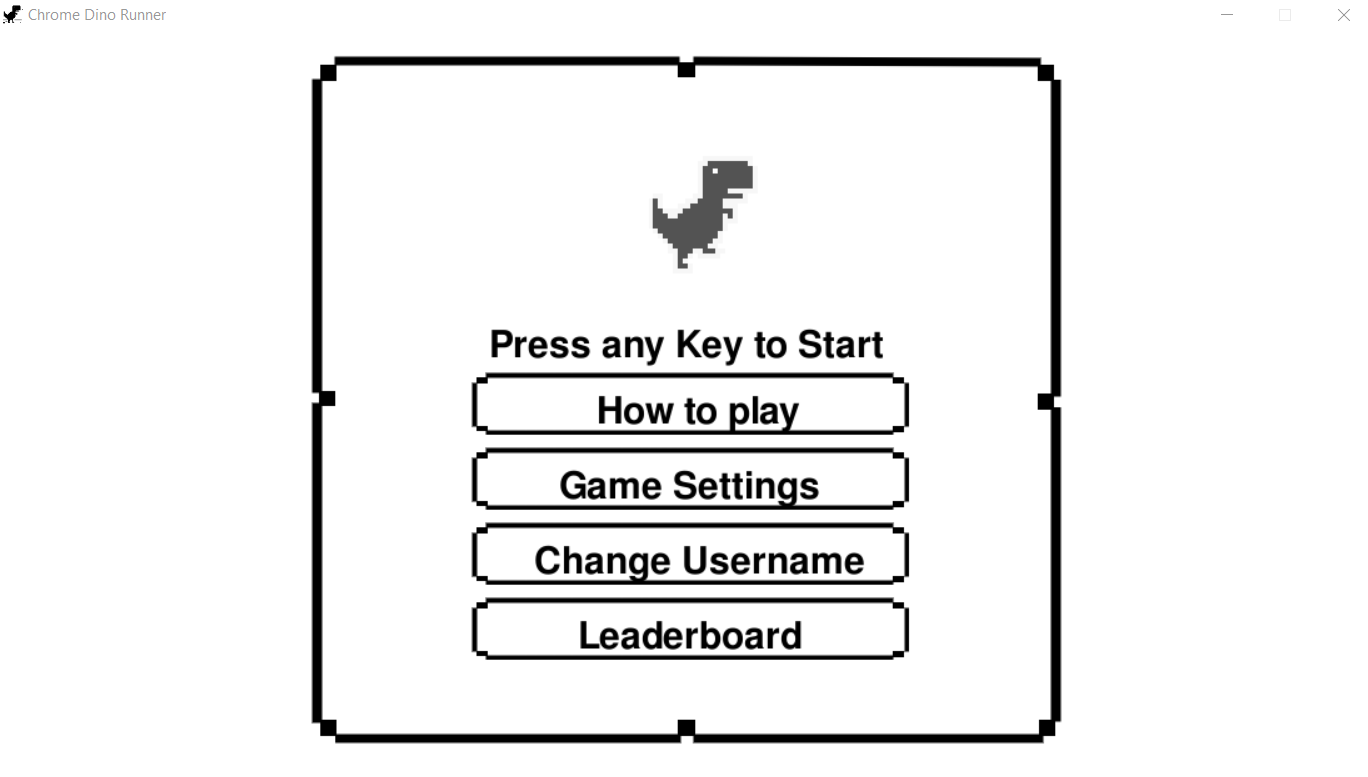 Chrome Dino Runner
Press any Key to Start
How to play
Game Settings
Change Username
Leaderboard